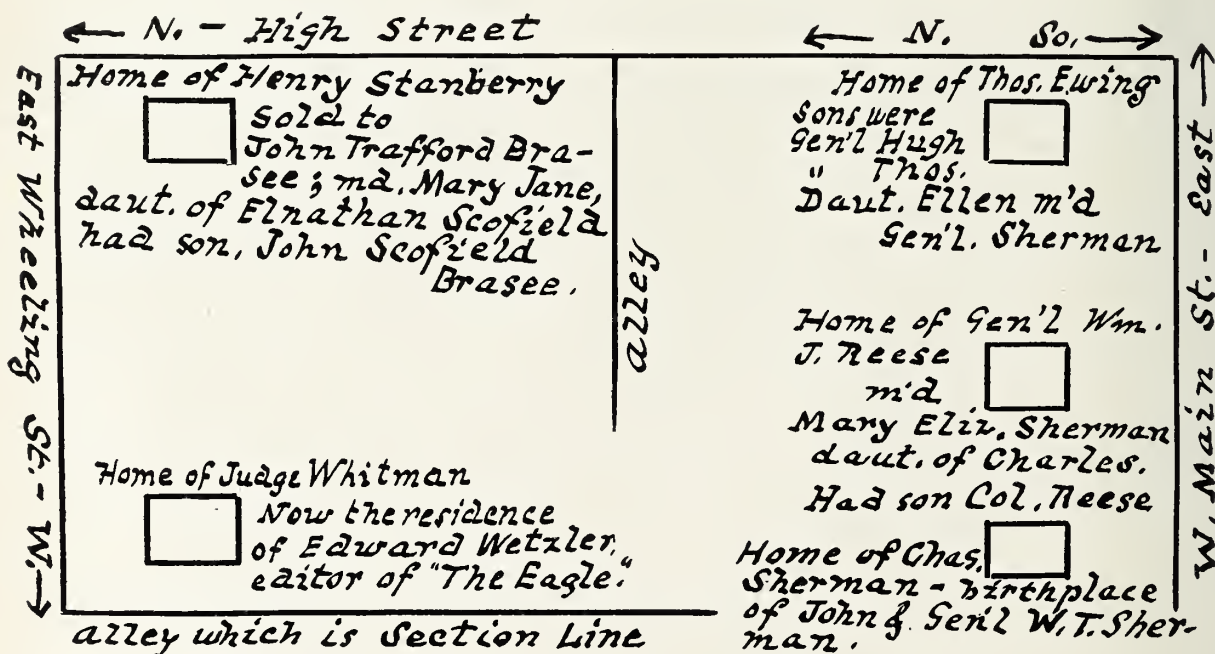 ← N. - High Street
← N. So. →
East Wheeling St. - W. →
Home of Henry Stanberry
Sold to
John Trafford Bra-
see; md. Mary Jane,
daut. of Elnathan Scofield
had son, John Scofield
Brasee.
alley
Home of Thos. Ewing
Sons were
Gen'l Hugh
" Thos.
Daut. Ellen m'd
Gen'l. Sherman
Home of Gen'l Wm.
J. Reese
m'd
Mary Eliz. Sherman
daut. of Charles.
Had son Col. Reese
Home of Judge Whitman
Now the residence
of Edward Wetzler,
editor of "The Eagle."
Home of Chas.
Sherman - birthplace
of John & Gen'l W.T. Sher-
man.
W. Main St. - East →
alley which is Section Line